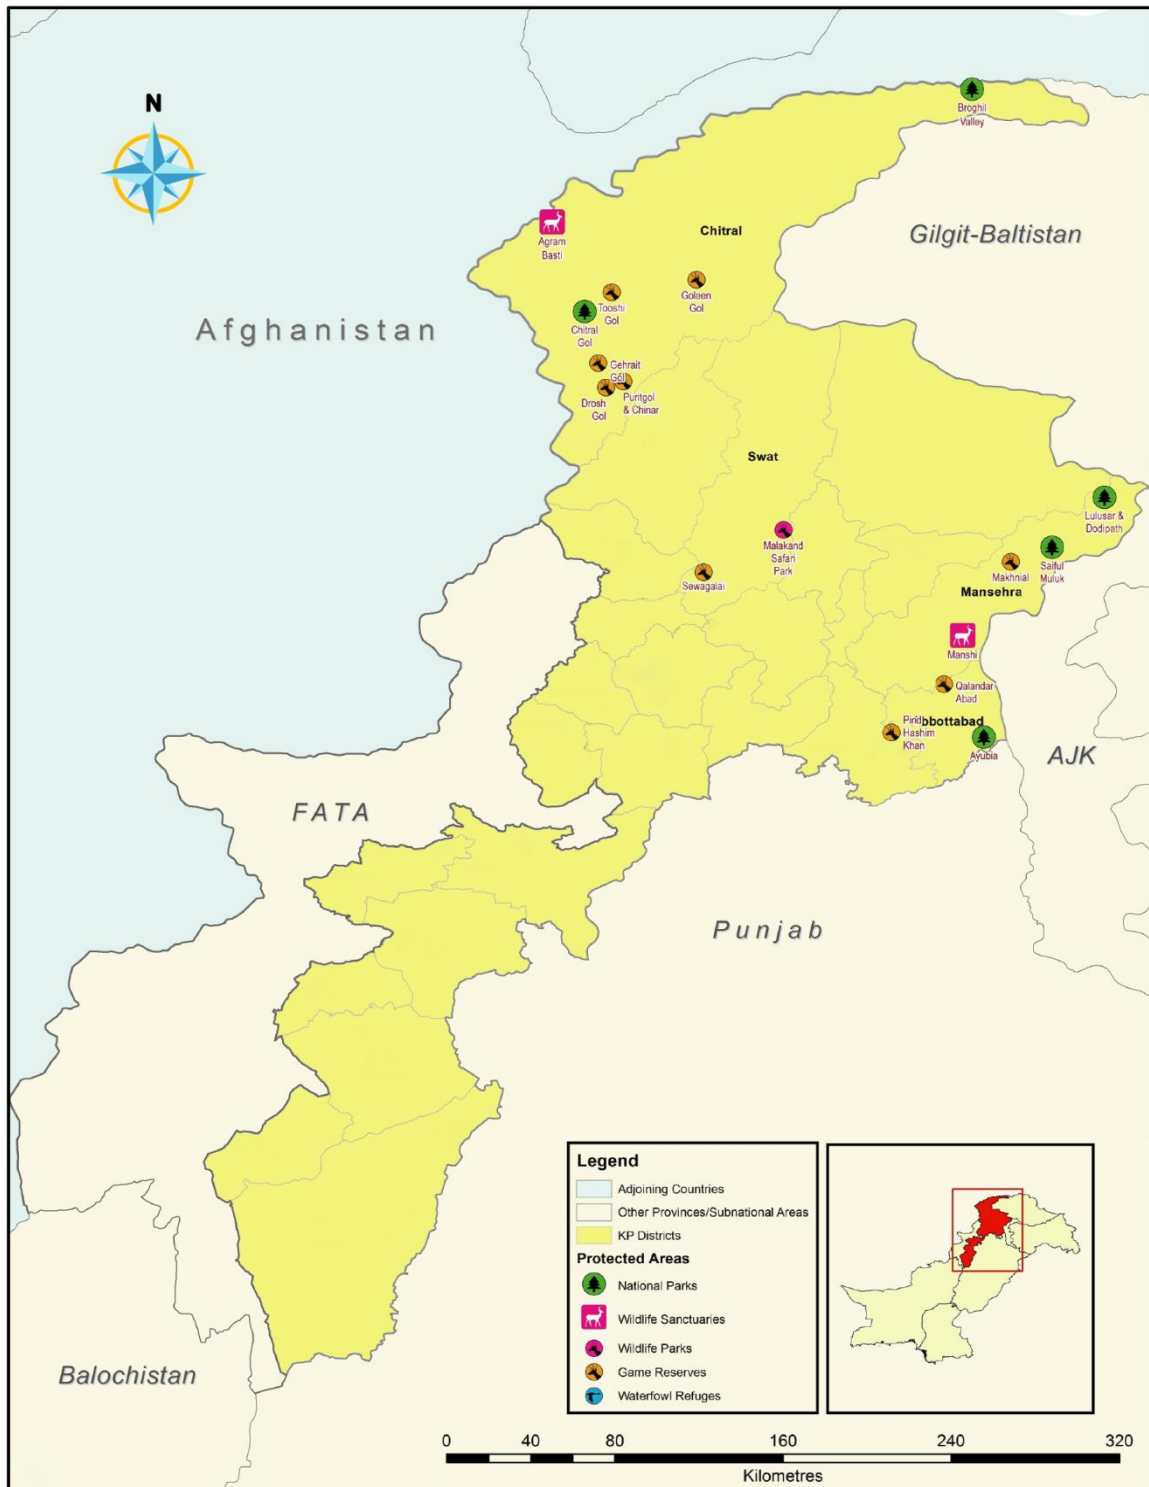 N
Broghil
Valley
Agram
Basti
Chitral
Gilgit-Baltistan
Tooshi
Gol
Goleen
Gol
Chitral
Gol
Afghanistan
Gehrait
Gol
Drosh
Gol
Puritgol
& Chinar
Swat
Lulusar &
Dodipath
Malakand
Safari
Park
Saiful
Muluk
Sewagalai
Makhnial
Mansehra
Manshi
Qalandar
Abad
Pind
Hashim
Khan
bbottabad
Ayubia
AJK
FATA
Punjab
Balochistan
Legend
Adjoining Countries
Other Provinces/Subnational Areas
KP Districts
Protected Areas
National Parks
Wildlife Sanctuaries
Wildlife Parks
Game Reserves
Waterfowl Refuges
0 40 80 160 240 320
Kilometres